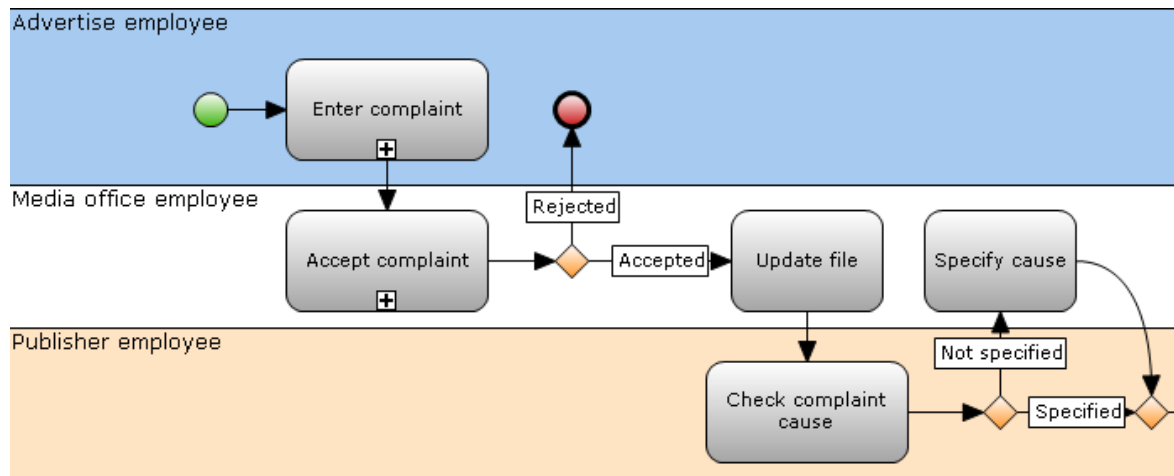 Advertise employee
Enter complaint
Media office employee
Rejected
Accept complaint
Accepted
Update file
Specify cause
Publisher employee
Not specified
Check complaint
cause
Specified